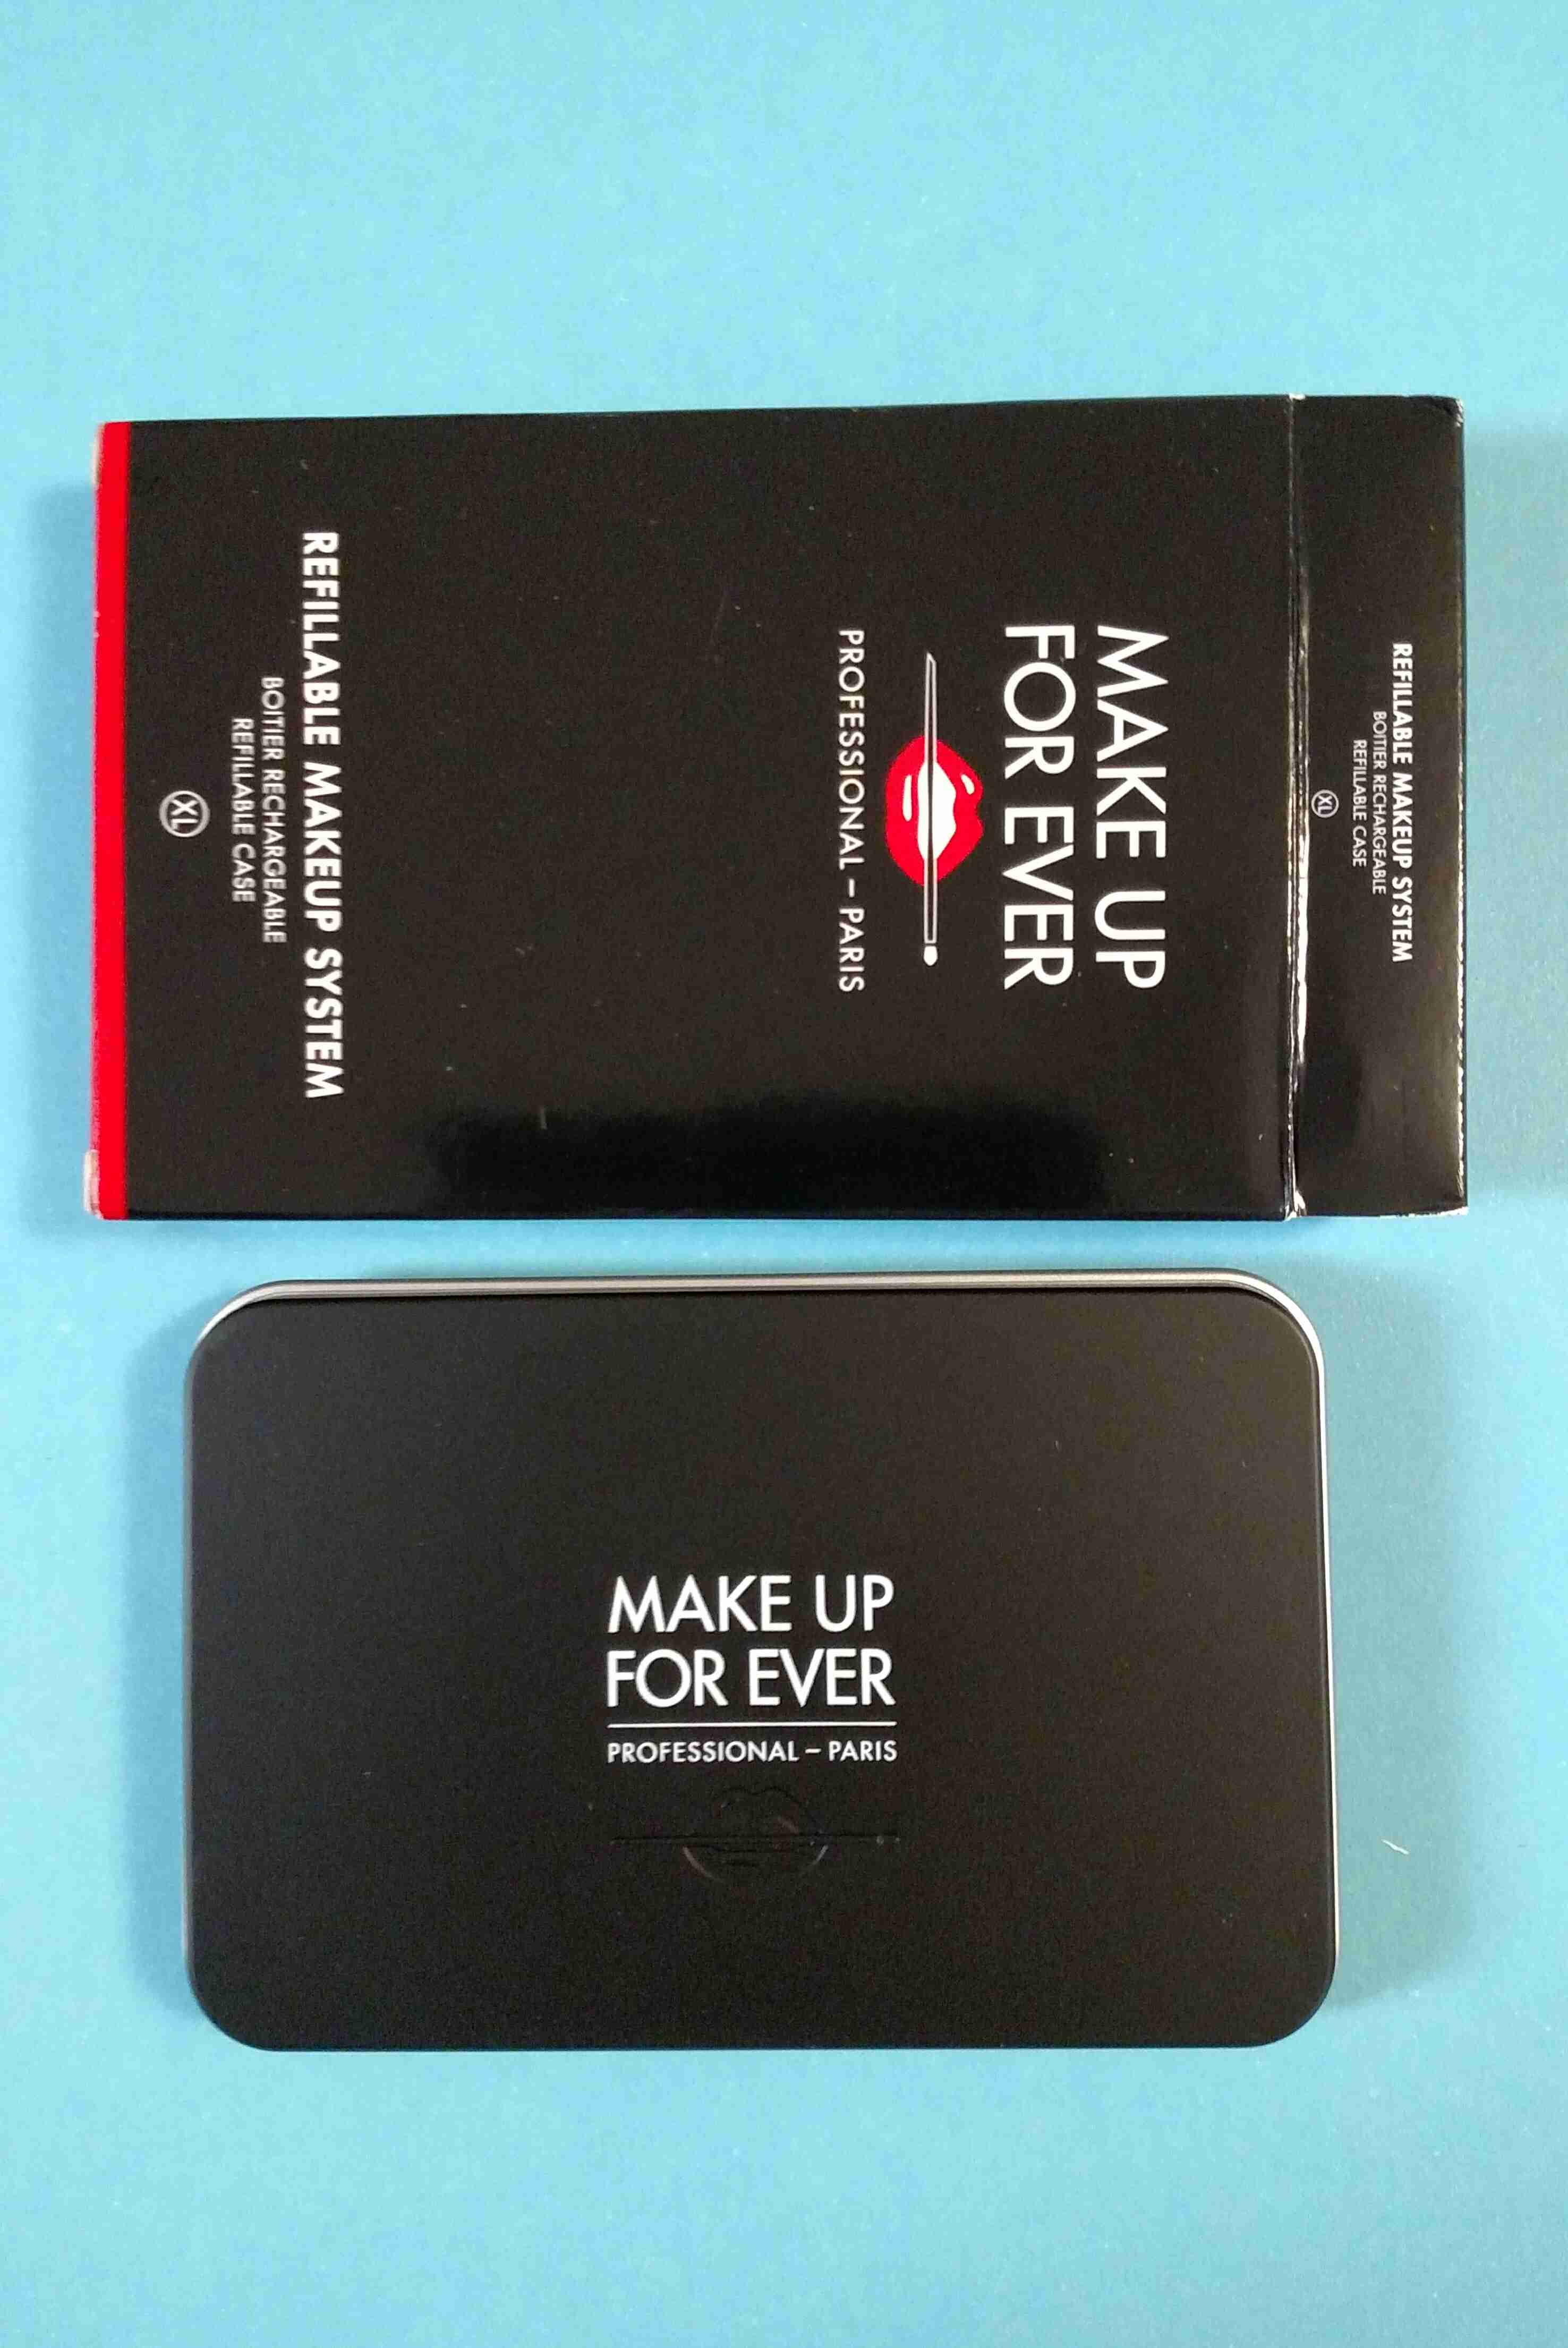 MAKE UP
FOR EVER
PROFESSIONAL – PARIS
REFILLABLE MAKEUP SYSTEM
BOITIER RECHARGEABLE
REFILLABLE CASE
XL
REFILLABLE MAKEUP SYSTEM
BOITIER RECHARGEABLE
REFILLABLE CASE
XL
MAKE UP
FOR EVER
PROFESSIONAL – PARIS